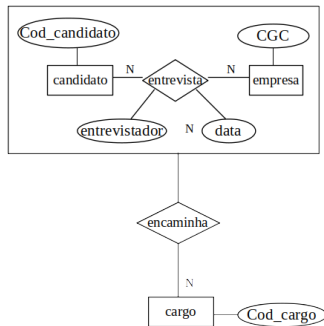 Cod_candidato
CGC
candidato N entrevista N empresa
entrevistador N data
encaminha
N
cargo Cod_cargo